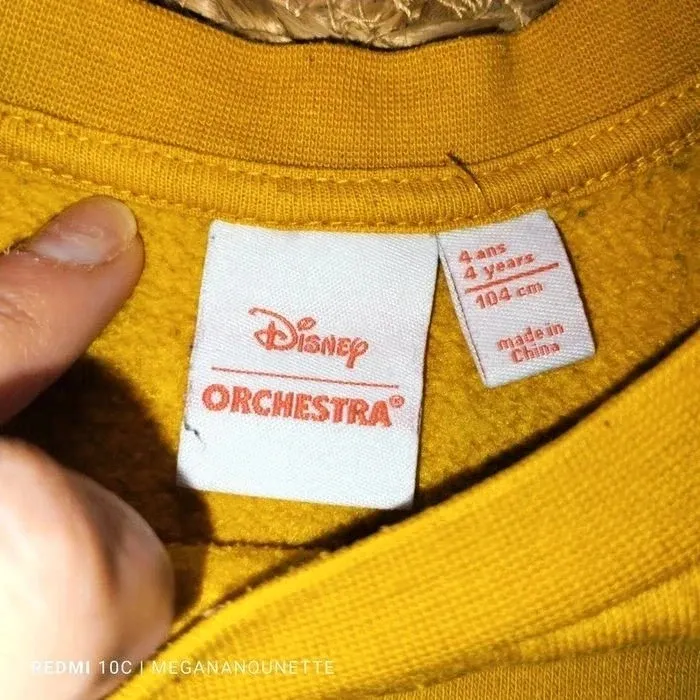 Disney
ORCHESTRA®
4 ans
4 years
104 cm
made in
China
REDMI 10C | MEGANANOUNETTE